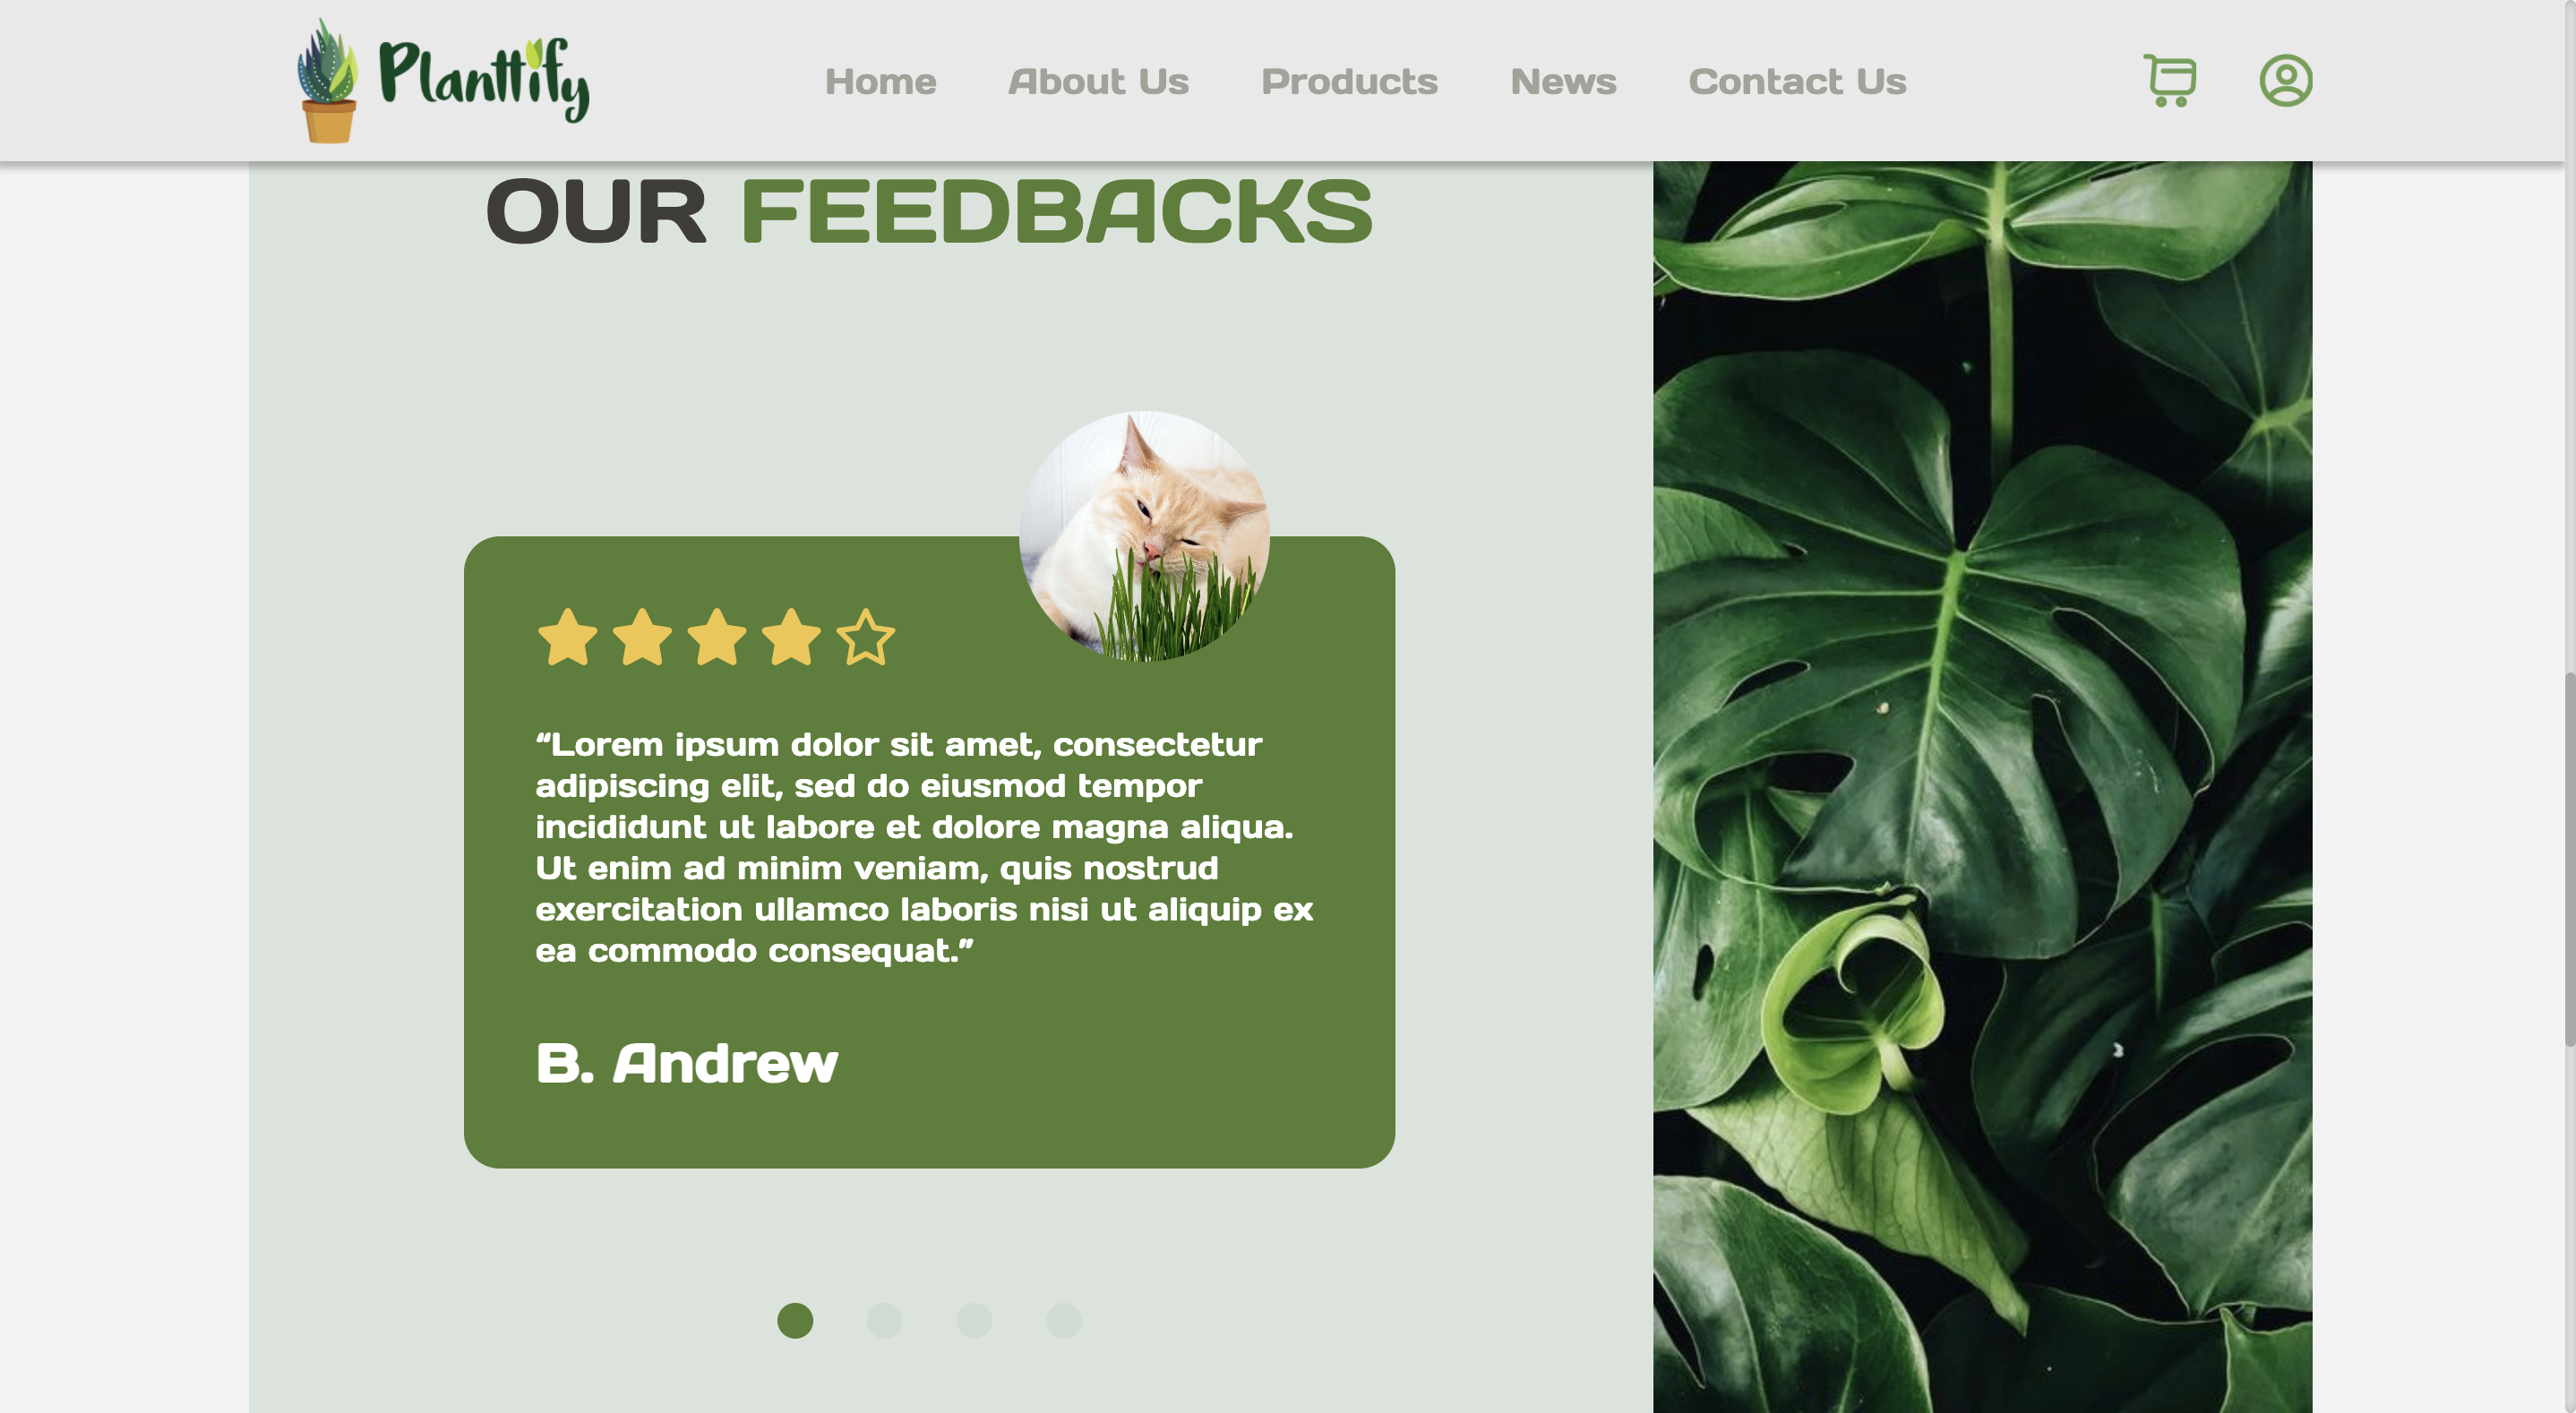 Planttify
Home About Us Products News Contact Us
OUR FEEDBACKS
“Lorem ipsum dolor sit amet, consectetur
adipiscing elit, sed do eiusmod tempor
incididunt ut labore et dolore magna aliqua.
Ut enim ad minim veniam, quis nostrud
exercitation ullamco laboris nisi ut aliquip ex
ea commodo consequat.”
B. Andrew